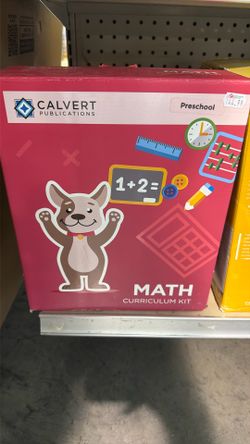 CALVERT
PUBLICATIONS
Preschool
1+2=
MATH
CURRICULUM KIT